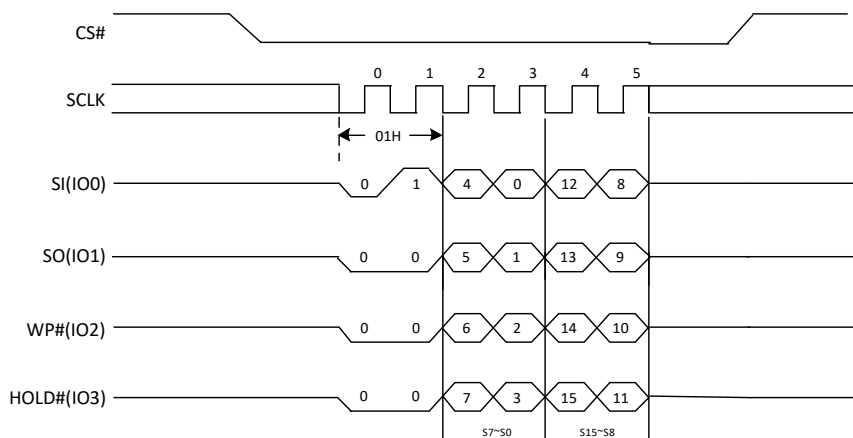 CS#
0 1 2 3 4 5
SCLK
01H
SI(IO0) 0 1 4 0 12 8
SO(IO1) 0 0 5 1 13 9
WP#(IO2) 0 0 6 2 14 10
HOLD#(IO3) 0 0 7 3 15 11
S7~S0 S15~S8